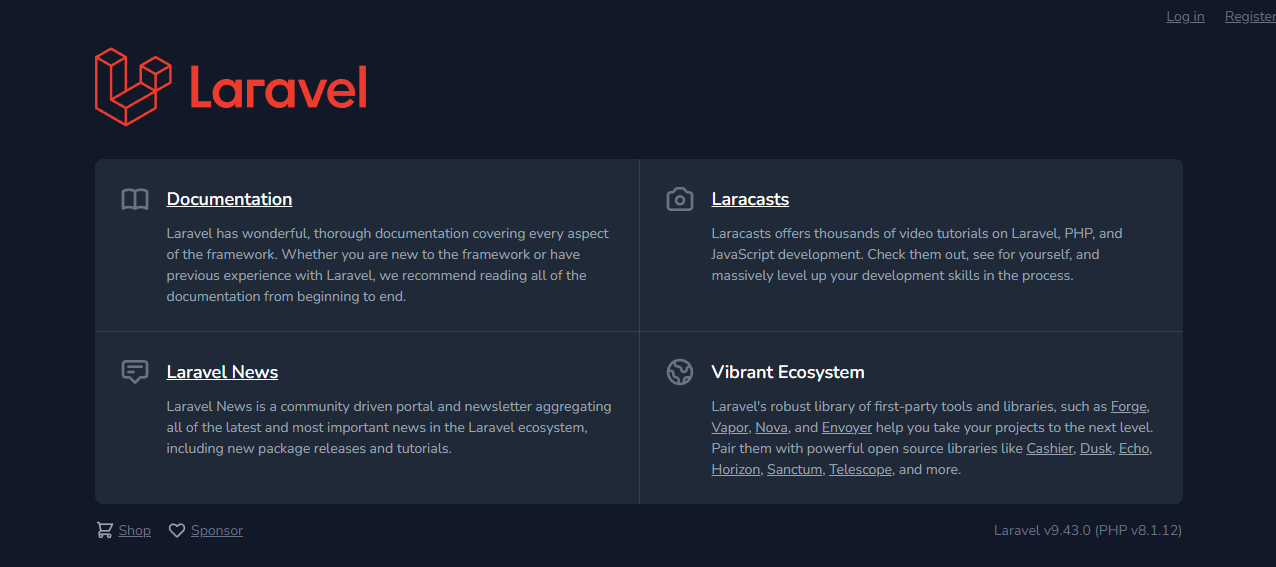 Log in Register
Laravel
Documentation
Laravel has wonderful, thorough documentation covering every aspect
of the framework. Whether you are new to the framework or have
previous experience with Laravel, we recommend reading all of the
documentation from beginning to end.
Laracasts
Laracasts offers thousands of video tutorials on Laravel, PHP, and
JavaScript development. Check them out, see for yourself, and
massively level up your development skills in the process.
Laravel News
Laravel News is a community driven portal and newsletter aggregating
all of the latest and most important news in the Laravel ecosystem,
including new package releases and tutorials.
Vibrant Ecosystem
Laravel's robust library of first-party tools and libraries, such as Forge,
Vapor, Nova, and Envoyer help you take your projects to the next level.
Pair them with powerful open source libraries like Cashier, Dusk, Echo,
Horizon, Sanctum, Telescope, and more.
Shop Sponsor
Laravel v9.43.0 (PHP v8.1.12)